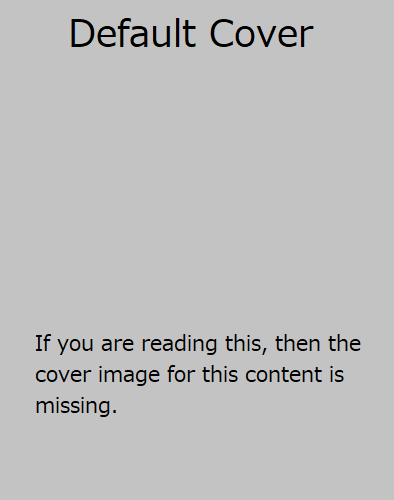 Default Cover
If you are reading this, then the
cover image for this content is
missing.